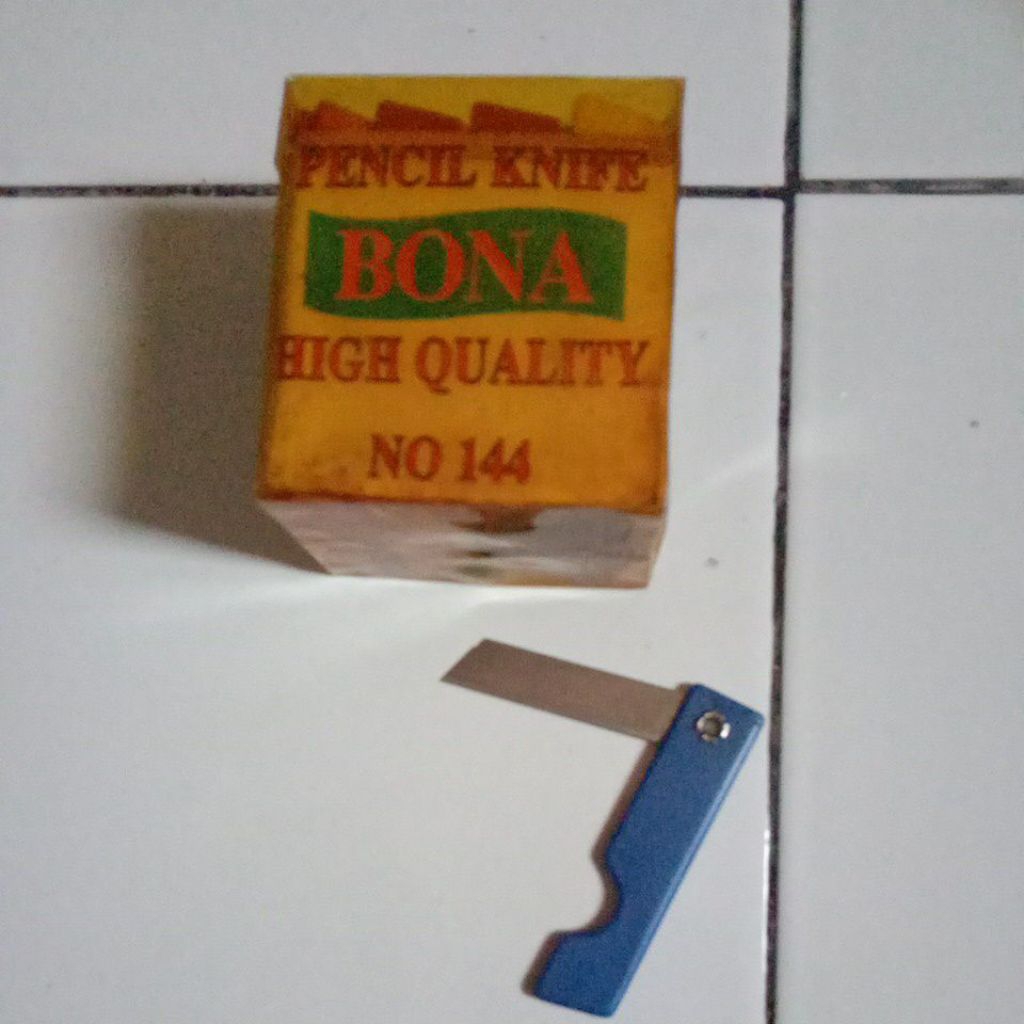 PENCIL KNIFE
BONA
HIGH QUALITY
NO 144